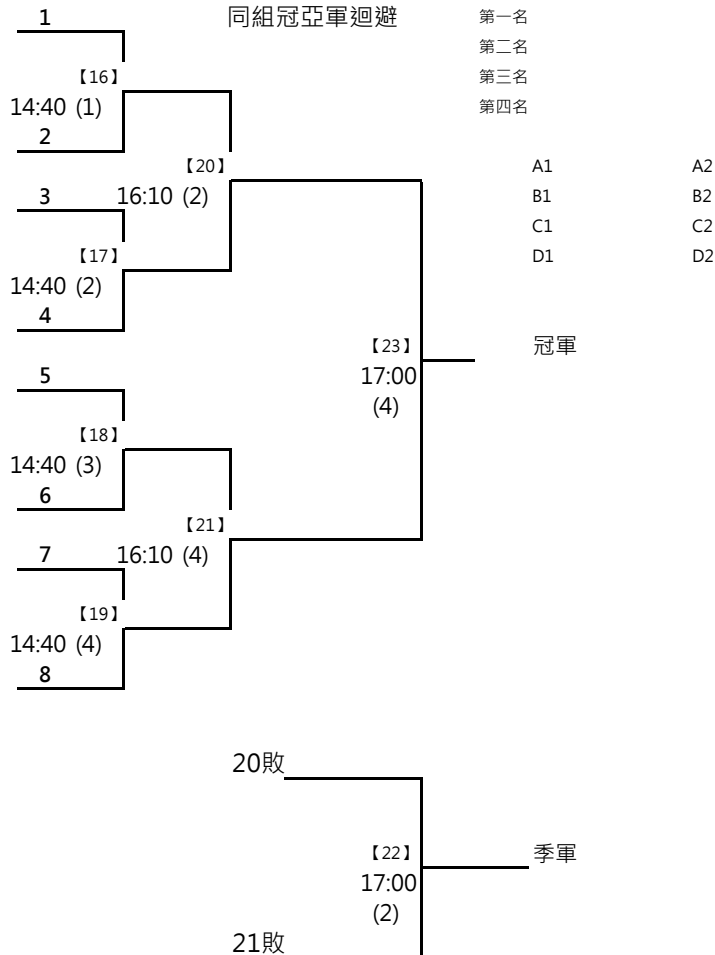 1 同組冠亞軍迴避 第一名
第二名
【16】 第三名
14:40 (1) 第四名
2
【20】 A1 A2
3 16:10 (2) B1 B2
C1 C2
【17】 D1 D2
14:40 (2)
4
【23】 冠軍
5 17:00
(4)
【18】
14:40 (3)
6
【21】
7 16:10 (4)
【19】
14:40 (4)
8
20敗
【22】 季軍
17:00
(2)
21敗